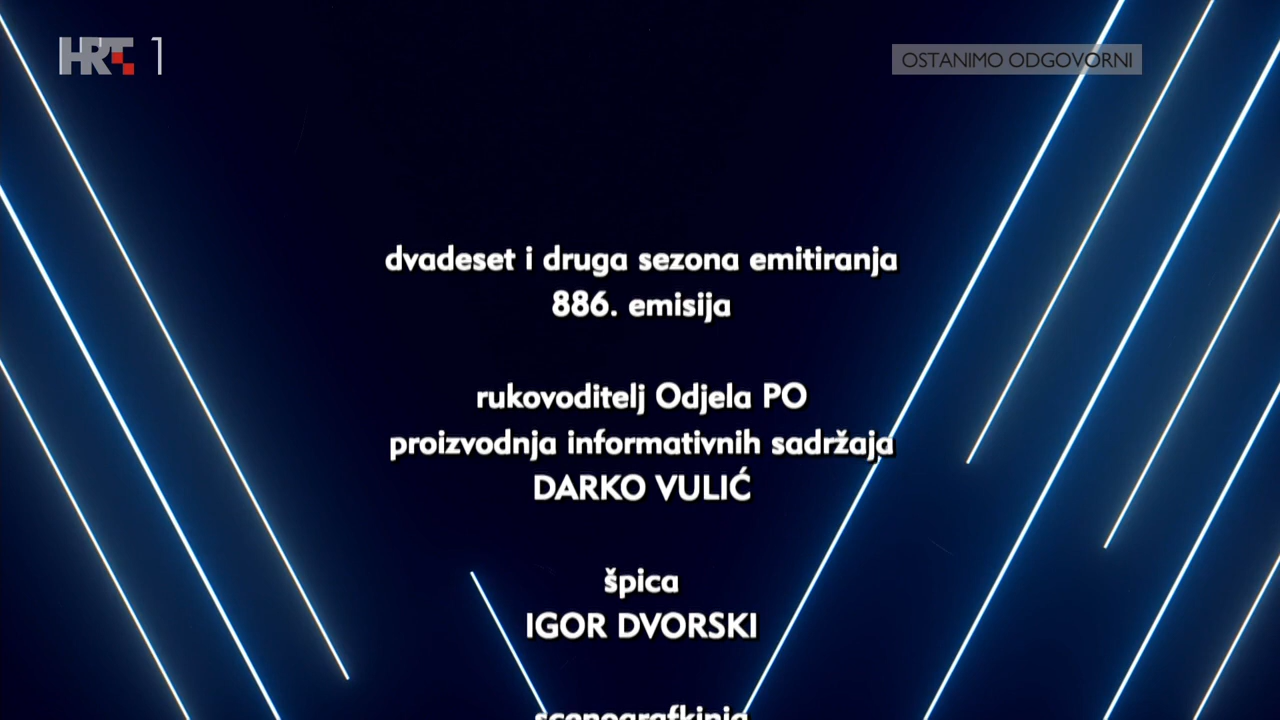 HRT 1
OSTANIMO ODGOVORNI
dvadeset i druga sezona emitiranja
886. emisija
rukovoditelj Odjela PO
proizvodnja informativnih sadržaja
DARKO VULIĆ
špica
IGOR DVORSKI
scenografkinja